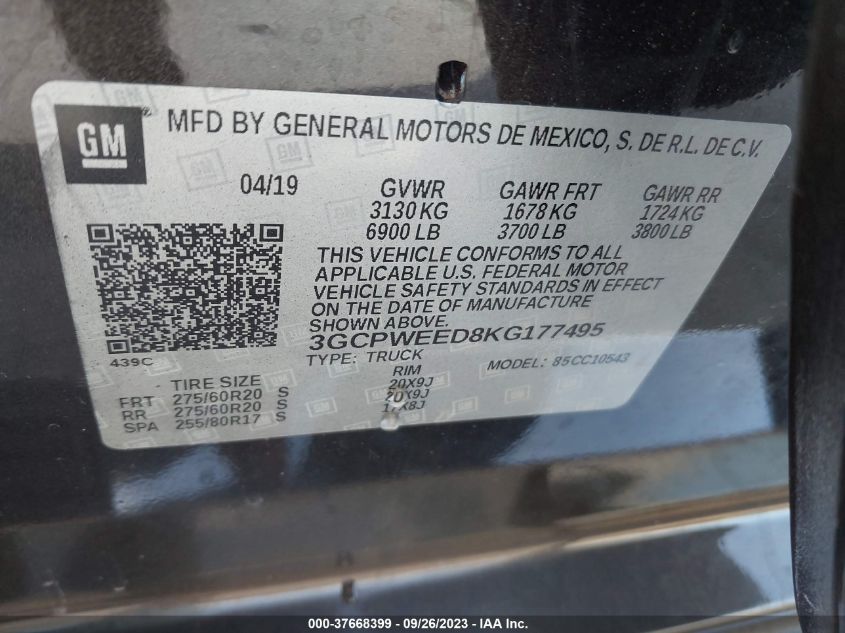 GM
MFD BY GENERAL MOTORS DE MEXICO, S. DE R.L. DE C.V.
04/19 GVWR GAWR FRT GAWR RR
3130 KG 1678 KG 1724 KG
6900 LB 3700 LB 3800 LB
THIS VEHICLE CONFORMS TO ALL
APPLICABLE U.S. FEDERAL MOTOR
VEHICLE SAFETY STANDARDS IN EFFECT
ON THE DATE OF MANUFACTURE
SHOWN ABOVE.
3GCPWEED8KG177495
439C TYPE: TRUCK MODEL: 85CC10543
TIRE SIZE RIM
FRT 275/60R20 S 20X9J
RR 275/60R20 S 20X9J
SPA 255/80R17 S 17X8J
000-37668399 // 09/26/2023 // IAA Inc.